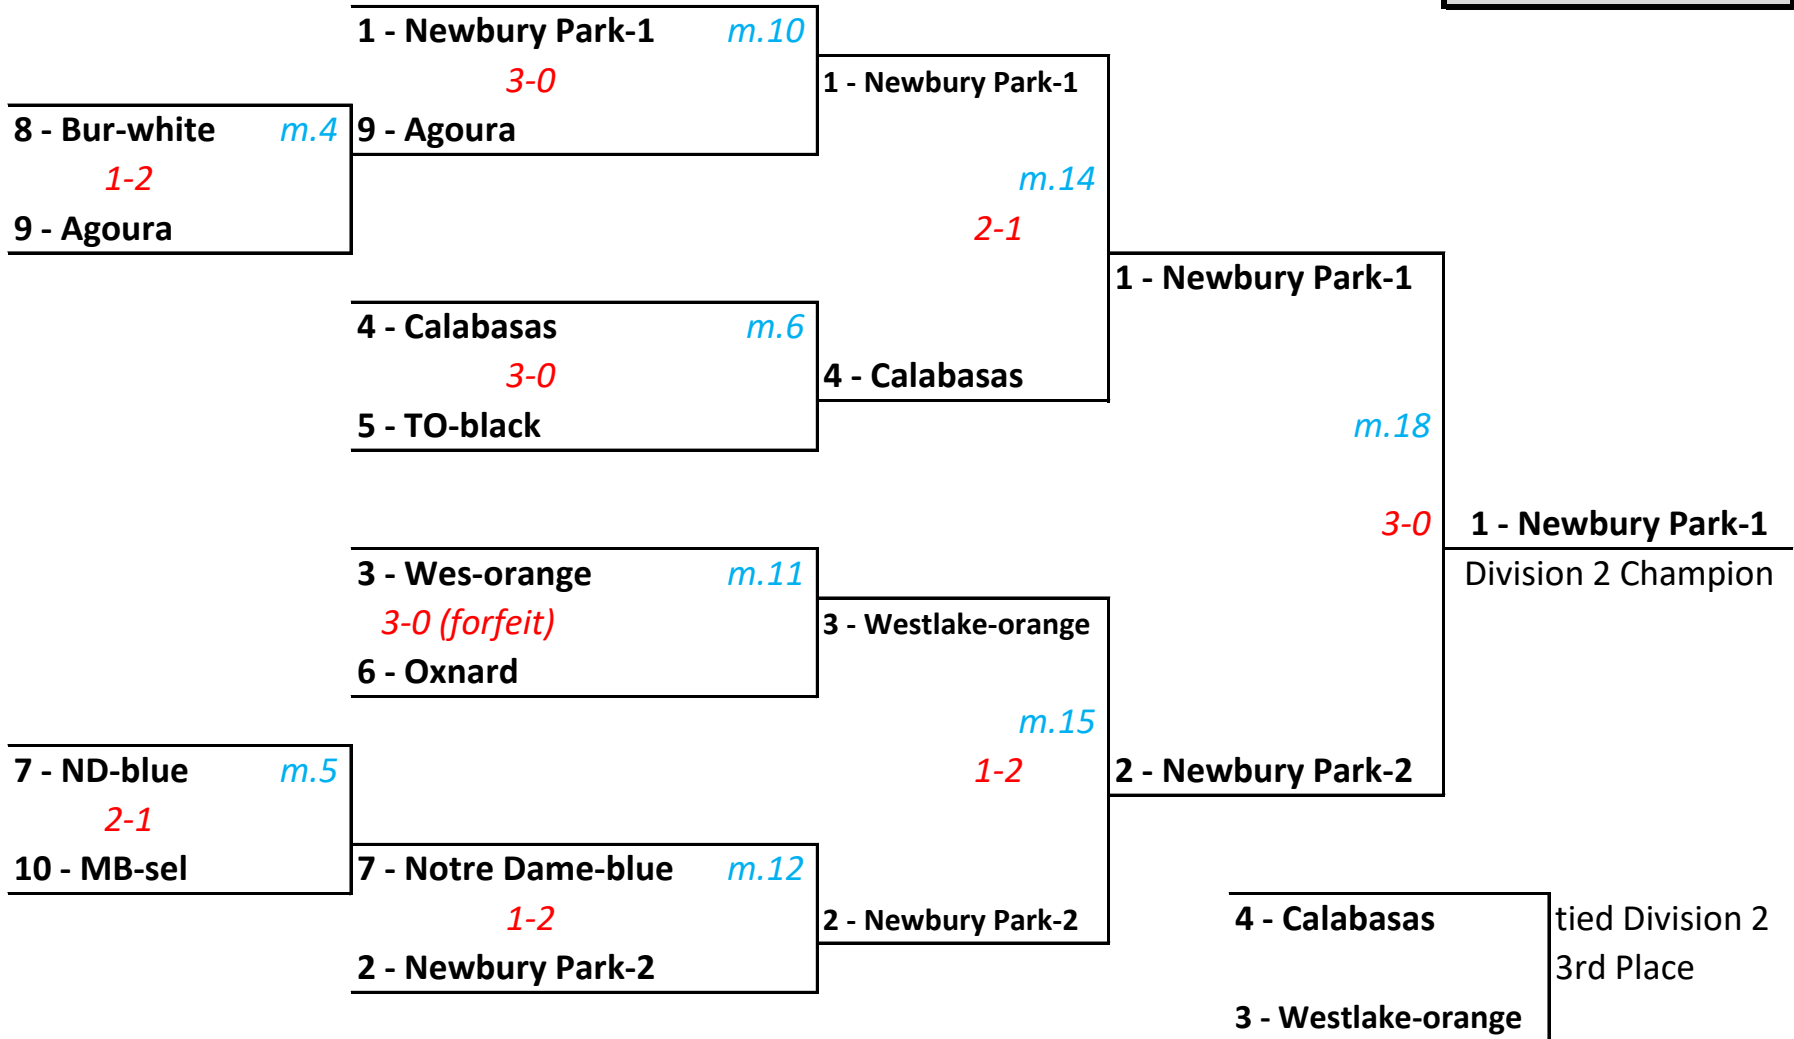 1 - Newbury Park-1 m.10
3-0
1 - Newbury Park-1
8 - Bur-white m.4
9 - Agoura
1-2
m.14
9 - Agoura
2-1
1 - Newbury Park-1
4 - Calabasas m.6
3-0
4 - Calabasas
5 - TO-black
m.18
3-0
1 - Newbury Park-1
3 - Wes-orange m.11
Division 2 Champion
3-0 (forfeit)
3 - Westlake-orange
6 - Oxnard
m.15
7 - ND-blue m.5
1-2
2 - Newbury Park-2
2-1
10 - MB-sel
7 - Notre Dame-blue m.12
1-2
2 - Newbury Park-2
4 - Calabasas
tied Division 2
2 - Newbury Park-2
3rd Place
3 - Westlake-orange